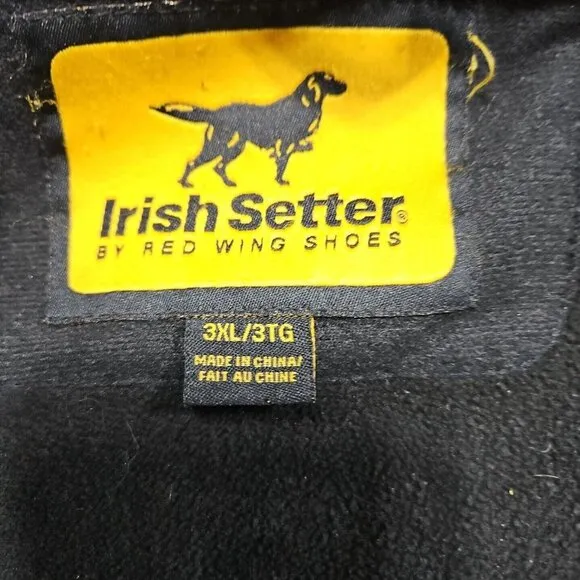 Irish Setter®
BY RED WING SHOES
3XL/3TG
MADE IN CHINA/
FAIT AU CHINE